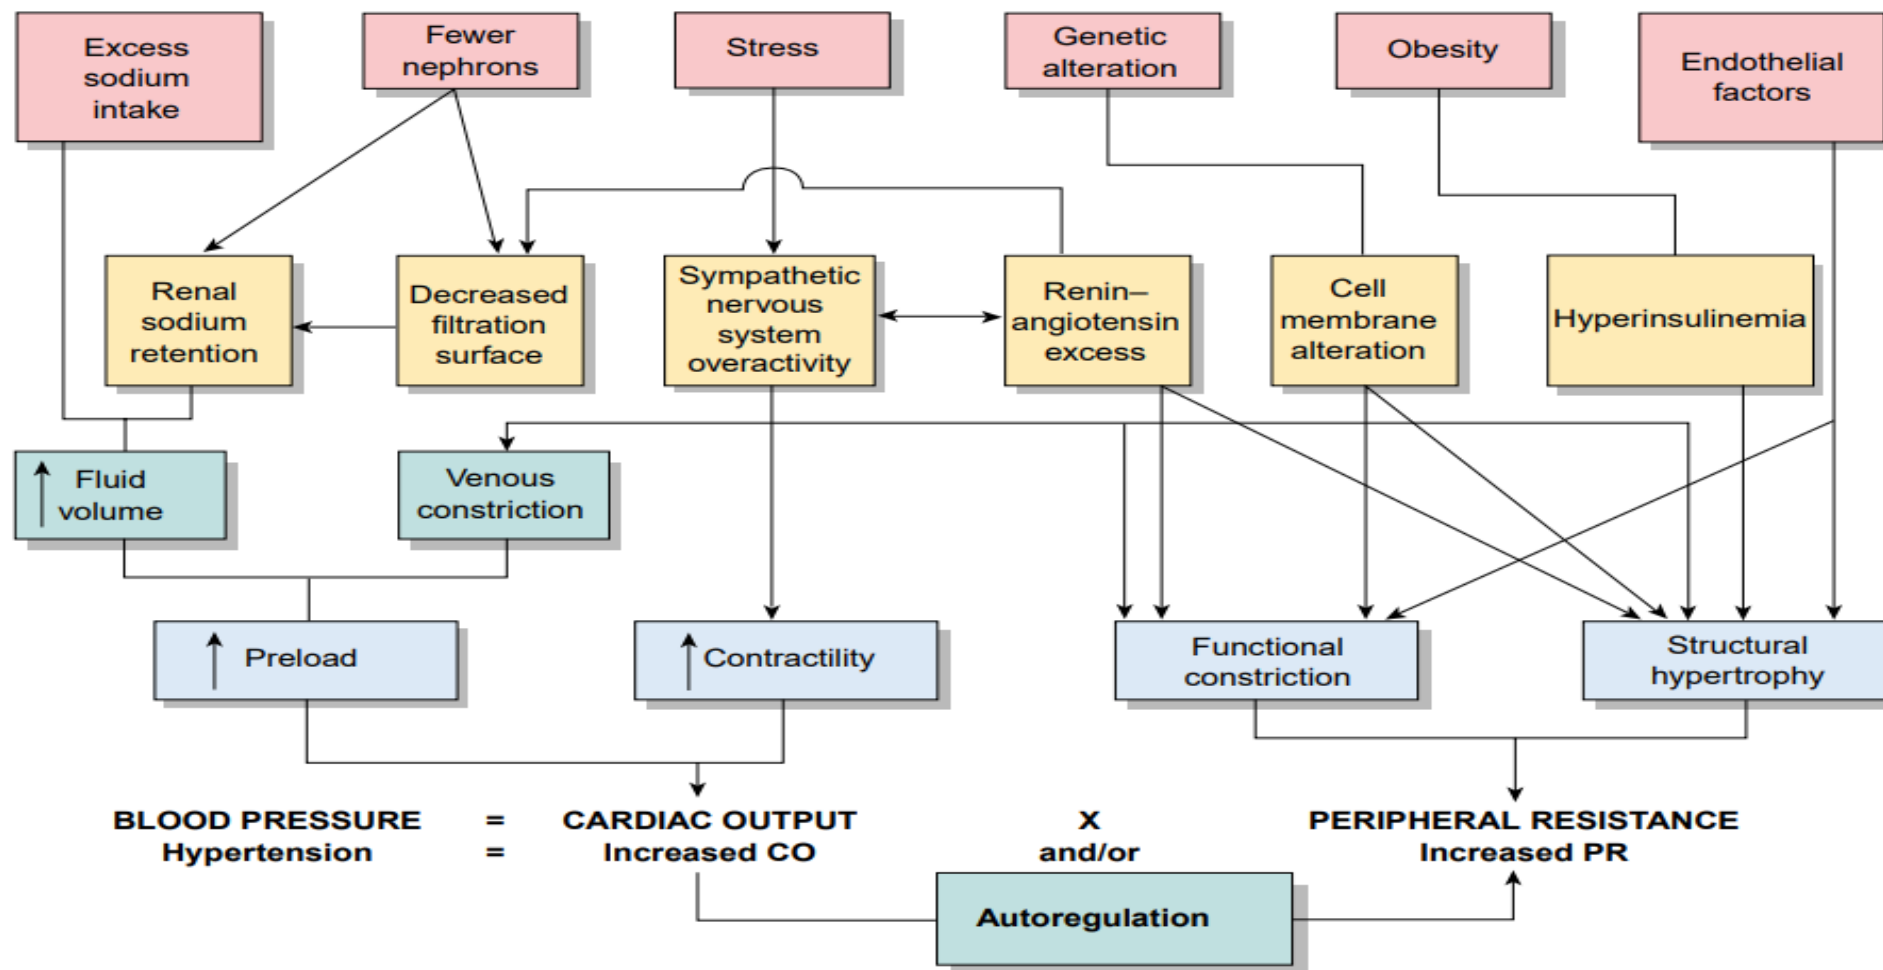 Excess
sodium
intake
Fewer
nephrons
Stress
Genetic
alteration
Obesity
Endothelial
factors
Renal
sodium
retention
Decreased
filtration
surface
Sympathetic
nervous
system
overactivity
Renin–
angiotensin
excess
Cell
membrane
alteration
Hyperinsulinemia
Fluid
volume
Venous
constriction
Preload
Contractility
Functional
constriction
Structural
hypertrophy
BLOOD PRESSURE = CARDIAC OUTPUT X PERIPHERAL RESISTANCE
Hypertension = Increased CO and/or Increased PR
Autoregulation